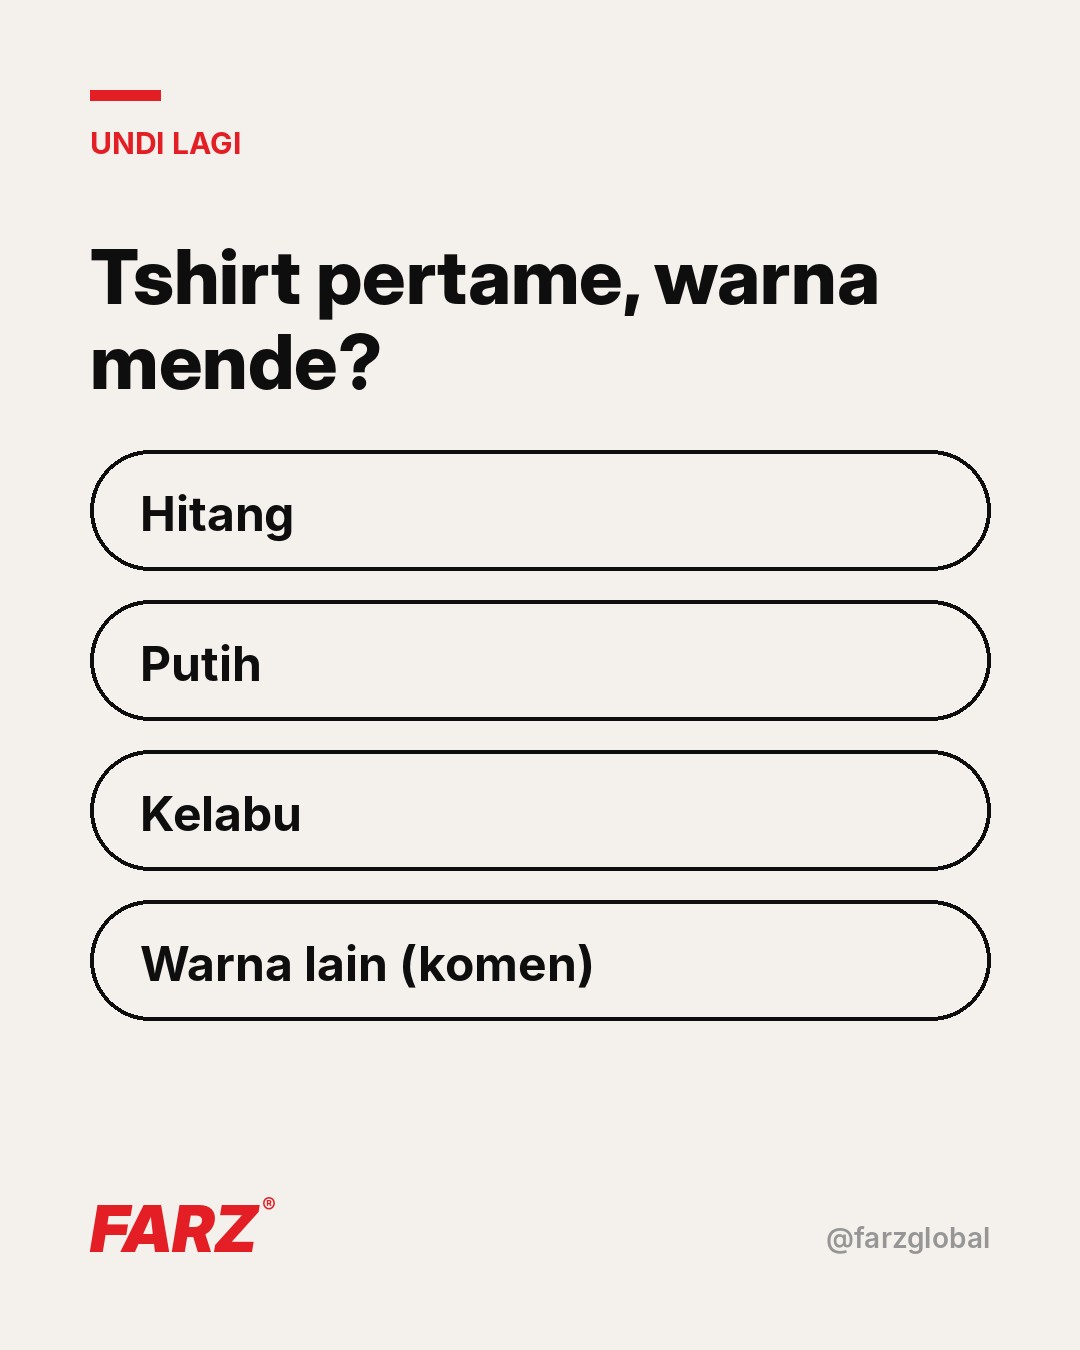 UNDI LAGI
Tshirt pertame, warna
mende?
Hitang
Putih
Kelabu
Warna lain (komen)
FARZ®
@farzglobal